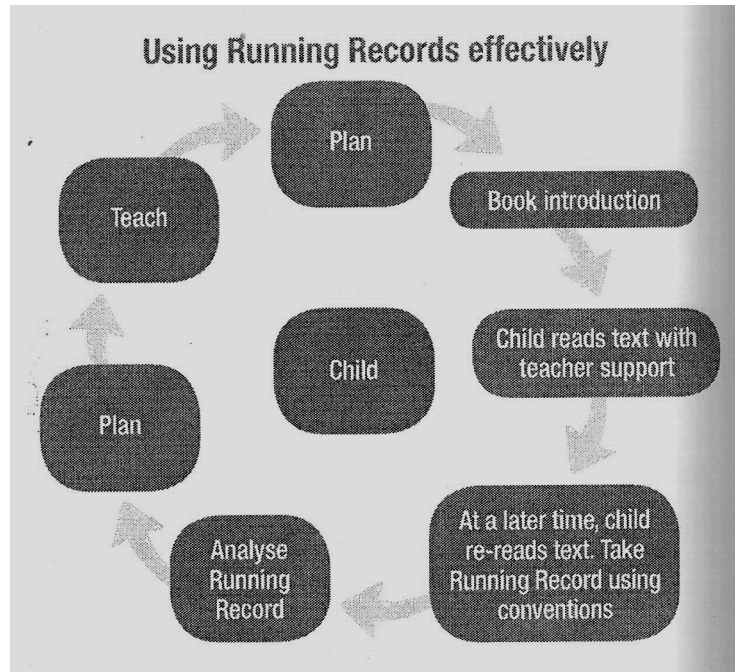 Using Running Records effectively
Plan
Book introduction
Child reads text with
teacher support
At a later time, child
re-reads text. Take
Running Record using
conventions
Analyse
Running
Record
Plan
Teach
Child